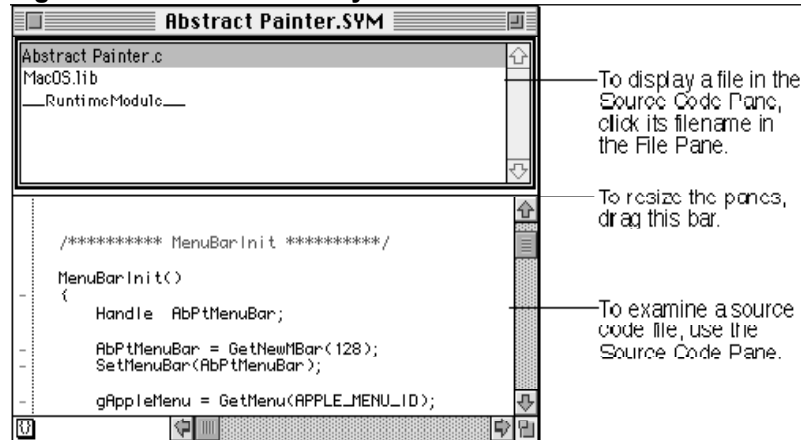 Abstract Painter.SYM
Abstract Painter.c
MacOS.lib
__RuntimeModule__
To display a file in the
Source Code Pane,
click its filename in
the File Pane.
To resize the panes,
drag this bar.
/********** MenuBarInit **********/
MenuBarInit()
{
Handle AbPtMenuBar;
AbPtMenuBar = GetNewMBar(128);
SetMenuBar(AbPtMenuBar);
gAppleMenu = GetMenu(APPLE_MENU_ID);
To examine a source
code file, use the
Source Code Pane.